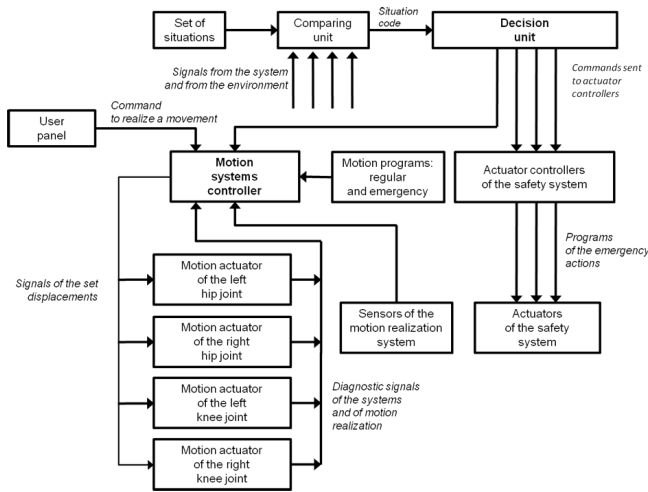 Set of
situations
Comparing
unit
Situation
code
Decision
unit
Signals from the system
and from the environment
Commands sent
to actuator
controllers
User
panel
Command
to realize a movement
Motion
systems
controller
Motion programs:
regular
and emergency
Actuator controllers
of the safety system
Programs
of the emergency
actions
Signals of the set
displacements
Motion actuator
of the left
hip joint
Motion actuator
of the right
hip joint
Motion actuator
of the left
knee joint
Motion actuator
of the right
knee joint
Sensors of the
motion realization
system
Actuators
of the safety
system
Diagnostic signals
of the systems
and of motion
realization